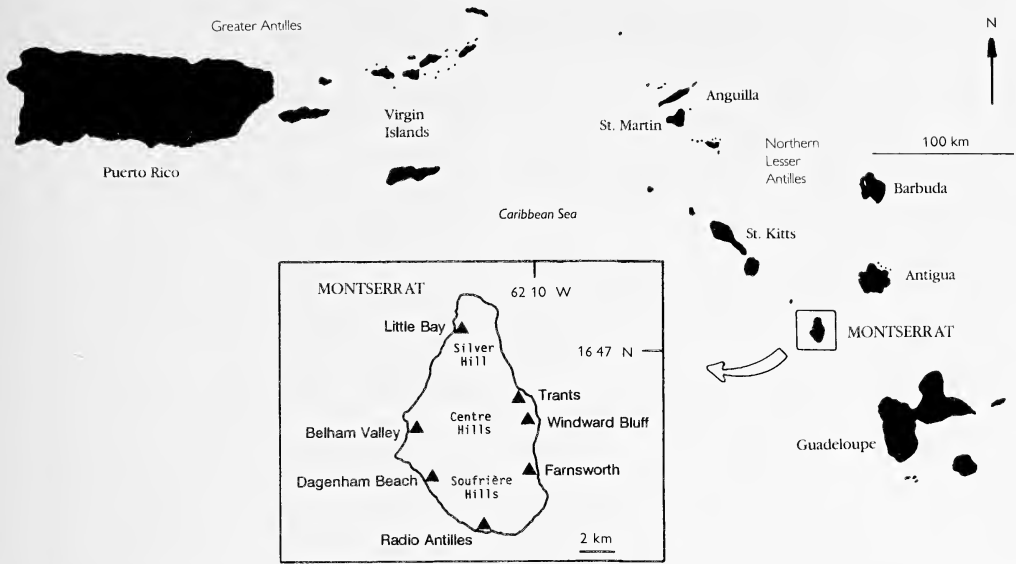 Greater Antilles
N
Anguilla
Virgin
Islands
St. Martin
Northern
Lesser
Antilles
100 km
Puerto Rico
Barbuda
Caribbean Sea
St. Kitts
Antigua
MONTSERRAT
MONTSERRAT
62 10 W
Little Bay
Silver
Hill
16 47 N
Trants
Centre
Hills
Windward Bluff
Belham Valley
Farnsworth
Dagenham Beach
Soufrière
Hills
Radio Antilles
2 km
Guadeloupe